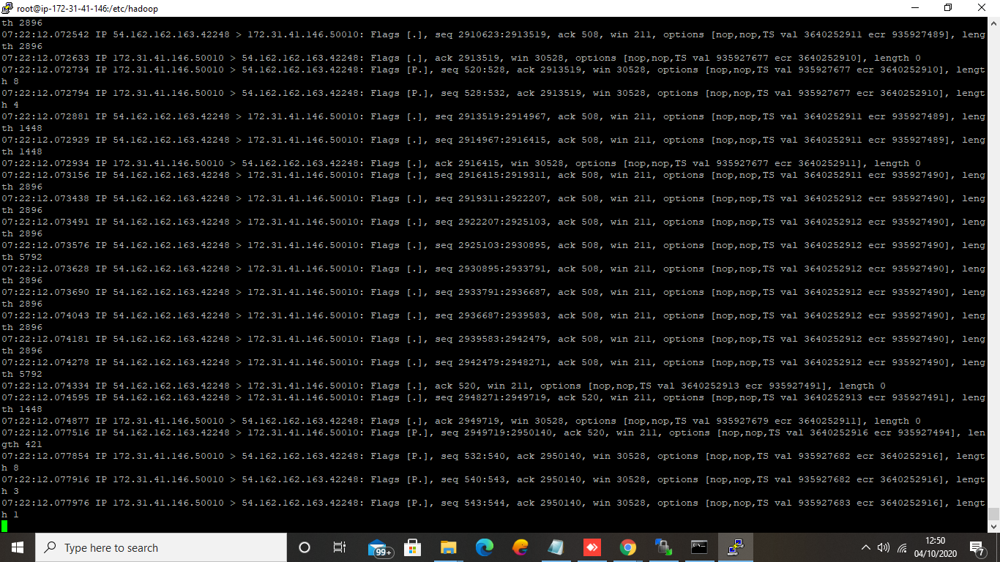 root@ip-172-31-41-146:/etc/hadoop
th 2896
07:22:12.072542 IP 54.162.162.163.42248 > 172.31.41.146.50010: Flags [.], seq 2910623:2913519, ack 508, win 211, options [nop,nop,TS val 3640252911 ecr 935927489], leng
th 2896
07:22:12.072633 IP 172.31.41.146.50010 > 54.162.162.163.42248: Flags [.], ack 2913519, win 30528, options [nop,nop,TS val 935927677 ecr 3640252910], length 0
07:22:12.072734 IP 172.31.41.146.50010 > 54.162.162.163.42248: Flags [P.], seq 520:528, ack 2913519, win 30528, options [nop,nop,TS val 935927677 ecr 3640252910], lengt
h 8
07:22:12.072794 IP 172.31.41.146.50010 > 54.162.162.163.42248: Flags [P.], seq 528:532, ack 2913519, win 30528, options [nop,nop,TS val 935927677 ecr 3640252910], lengt
h 4
07:22:12.072881 IP 54.162.162.163.42248 > 172.31.41.146.50010: Flags [.], seq 2913519:2914967, ack 508, win 211, options [nop,nop,TS val 3640252911 ecr 935927489], leng
th 1448
07:22:12.072929 IP 54.162.162.163.42248 > 172.31.41.146.50010: Flags [.], seq 2914967:2916415, ack 508, win 211, options [nop,nop,TS val 3640252911 ecr 935927489], leng
th 1448
07:22:12.072934 IP 172.31.41.146.50010 > 54.162.162.163.42248: Flags [.], ack 2916415, win 30528, options [nop,nop,TS val 935927677 ecr 3640252911], length 0
07:22:12.073156 IP 54.162.162.163.42248 > 172.31.41.146.50010: Flags [.], seq 2916415:2919311, ack 508, win 211, options [nop,nop,TS val 3640252911 ecr 935927490], leng
th 2896
07:22:12.073438 IP 54.162.162.163.42248 > 172.31.41.146.50010: Flags [.], seq 2919311:2922207, ack 508, win 211, options [nop,nop,TS val 3640252912 ecr 935927490], leng
th 2896
07:22:12.073491 IP 54.162.162.163.42248 > 172.31.41.146.50010: Flags [.], seq 2922207:2925103, ack 508, win 211, options [nop,nop,TS val 3640252912 ecr 935927490], leng
th 2896
07:22:12.073576 IP 54.162.162.163.42248 > 172.31.41.146.50010: Flags [.], seq 2925103:2930895, ack 508, win 211, options [nop,nop,TS val 3640252912 ecr 935927490], leng
th 5792
07:22:12.073628 IP 54.162.162.163.42248 > 172.31.41.146.50010: Flags [.], seq 2930895:2933791, ack 508, win 211, options [nop,nop,TS val 3640252912 ecr 935927490], leng
th 2896
07:22:12.073690 IP 54.162.162.163.42248 > 172.31.41.146.50010: Flags [.], seq 2933791:2936687, ack 508, win 211, options [nop,nop,TS val 3640252912 ecr 935927490], leng
th 2896
07:22:12.074043 IP 54.162.162.163.42248 > 172.31.41.146.50010: Flags [.], seq 2936687:2939583, ack 508, win 211, options [nop,nop,TS val 3640252912 ecr 935927490], leng
th 2896
07:22:12.074181 IP 54.162.162.163.42248 > 172.31.41.146.50010: Flags [.], seq 2939583:2942479, ack 508, win 211, options [nop,nop,TS val 3640252912 ecr 935927490], leng
th 2896
07:22:12.074278 IP 54.162.162.163.42248 > 172.31.41.146.50010: Flags [.], seq 2942479:2948271, ack 508, win 211, options [nop,nop,TS val 3640252912 ecr 935927490], leng
th 5792
07:22:12.074334 IP 54.162.162.163.42248 > 172.31.41.146.50010: Flags [.], ack 520, win 211, options [nop,nop,TS val 3640252913 ecr 935927491], length 0
07:22:12.074595 IP 54.162.162.163.42248 > 172.31.41.146.50010: Flags [.], seq 2948271:2949719, ack 520, win 211, options [nop,nop,TS val 3640252913 ecr 935927491], leng
th 1448
07:22:12.074877 IP 172.31.41.146.50010 > 54.162.162.163.42248: Flags [.], ack 2949719, win 30528, options [nop,nop,TS val 935927679 ecr 3640252911], length 0
07:22:12.077516 IP 54.162.162.163.42248 > 172.31.41.146.50010: Flags [P.], seq 2949719:2950140, ack 520, win 211, options [nop,nop,TS val 3640252916 ecr 935927494], len
gth 421
07:22:12.077854 IP 172.31.41.146.50010 > 54.162.162.163.42248: Flags [P.], seq 532:540, ack 2950140, win 30528, options [nop,nop,TS val 935927682 ecr 3640252916], lengt
h 8
07:22:12.077916 IP 172.31.41.146.50010 > 54.162.162.163.42248: Flags [P.], seq 540:543, ack 2950140, win 30528, options [nop,nop,TS val 935927682 ecr 3640252916], lengt
h 3
07:22:12.077976 IP 172.31.41.146.50010 > 54.162.162.163.42248: Flags [P.], seq 543:544, ack 2950140, win 30528, options [nop,nop,TS val 935927683 ecr 3640252916], lengt
h 1
Type here to search
99+
12:50
04/10/2020
7